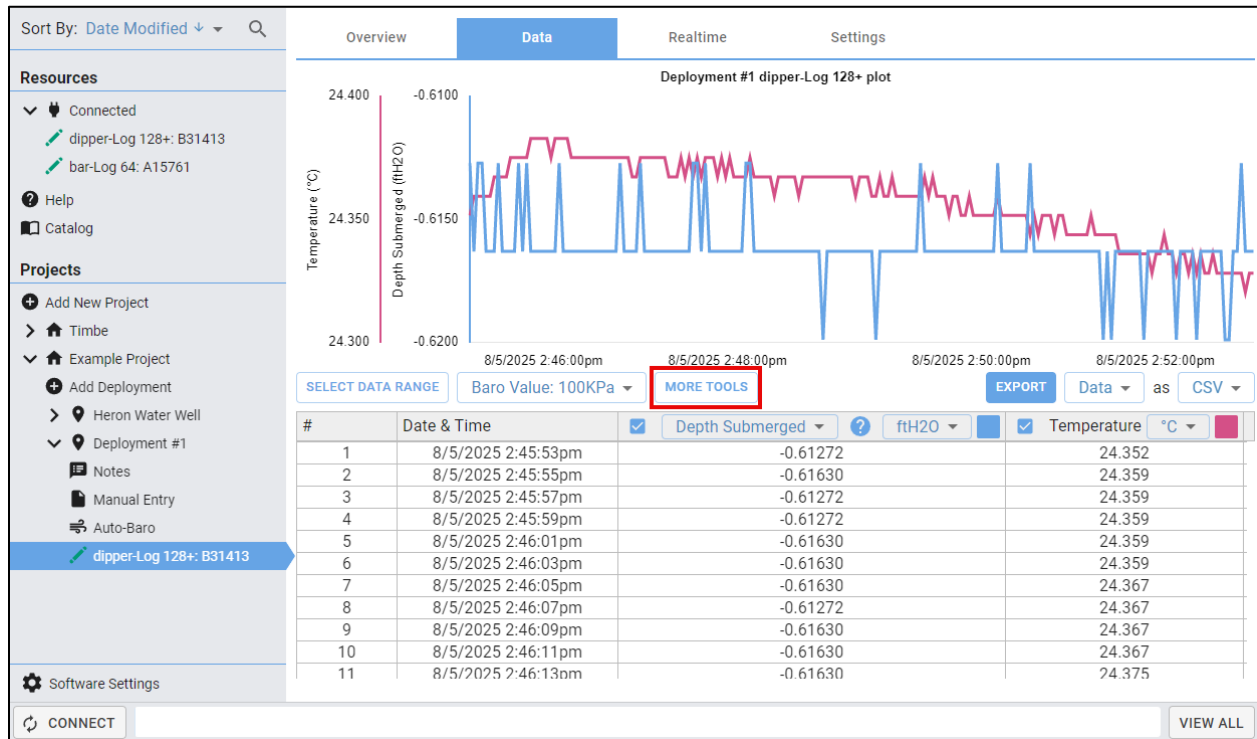 Sort By: Date Modified
Resources
Connected
dipper-Log 128+: B31413
bar-Log 64: A15761
Help
Catalog
Projects
Add New Project
Timbe
Example Project
Add Deployment
Heron Water Well
Deployment #1
Notes
Manual Entry
Auto-Baro
dipper-Log 128+: B31413
Software Settings
Overview Data Realtime Settings
Deployment #1 dipper-Log 128+ plot
24.400 -0.6100
Temperature (°C)
Depth Submerged (ftH2O)
24.350 -0.6150
24.300 -0.6200
8/5/2025 2:46:00pm 8/5/2025 2:48:00pm 8/5/2025 2:50:00pm 8/5/2025 2:52:00pm
SELECT DATA RANGE Baro Value: 100KPa MORE TOOLS EXPORT Data as CSV
# Date & Time Depth Submerged ? ftH2O Temperature °C
1 8/5/2025 2:45:53pm -0.61272 24.352
2 8/5/2025 2:45:55pm -0.61630 24.359
3 8/5/2025 2:45:57pm -0.61272 24.359
4 8/5/2025 2:45:59pm -0.61272 24.359
5 8/5/2025 2:46:01pm -0.61630 24.359
6 8/5/2025 2:46:03pm -0.61630 24.359
7 8/5/2025 2:46:05pm -0.61630 24.367
8 8/5/2025 2:46:07pm -0.61272 24.367
9 8/5/2025 2:46:09pm -0.61630 24.367
10 8/5/2025 2:46:11pm -0.61630 24.367
11 8/5/2025 2:46:13pm -0.61630 24.375
CONNECT VIEW ALL